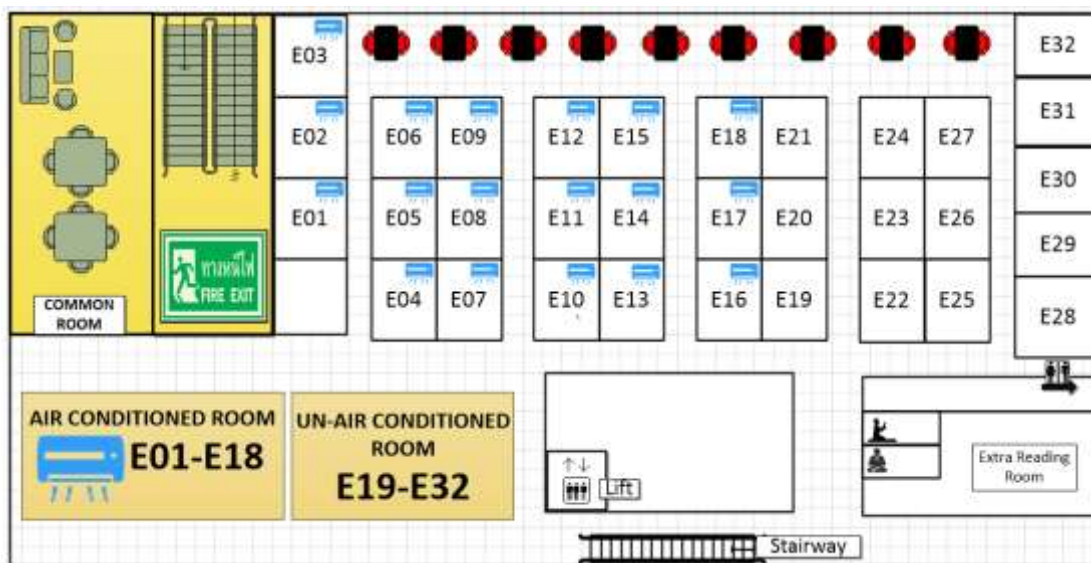 E03
E32
E31
E02
E06 E09
E12 E15
E18 E21
E24 E27
E30
E01
E05 E08
E11 E14
E17 E20
E23 E26
E29
ทางหนีไฟ
FIRE EXIT
E04 E07
E10 E13
E16 E19
E22 E25
E28
COMMON
ROOM
AIR CONDITIONED ROOM
E01-E18
UN-AIR CONDITIONED
ROOM
E19-E32
Lift
Extra Reading
Room
Stairway